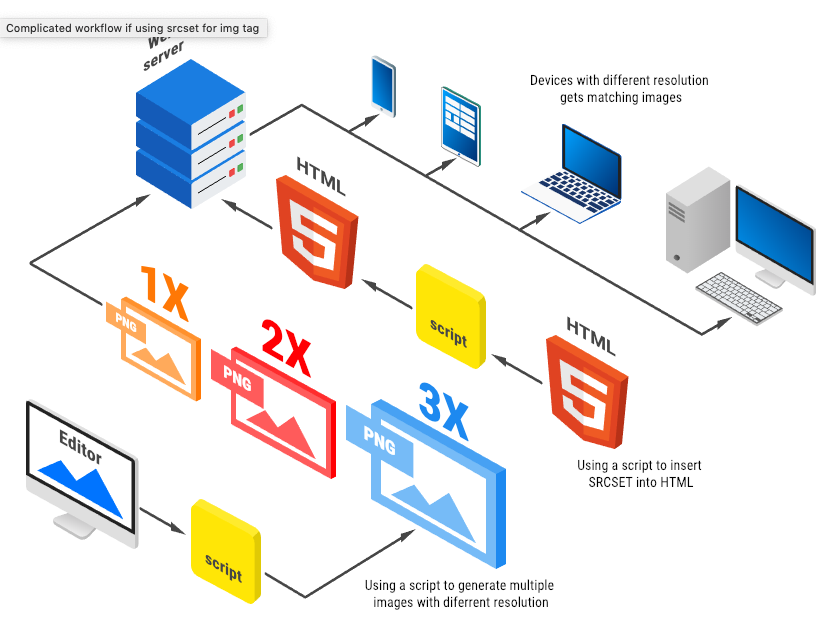 Complicated workflow if using srcset for img tag
server
Devices with different resolution
gets matching images
HTML
5
1X
PNG
script
HTML
5
2X
PNG
3X
PNG
Editor
Using a script to insert
SRCSET into HTML
script
Using a script to generate multiple
images with diferrent resolution